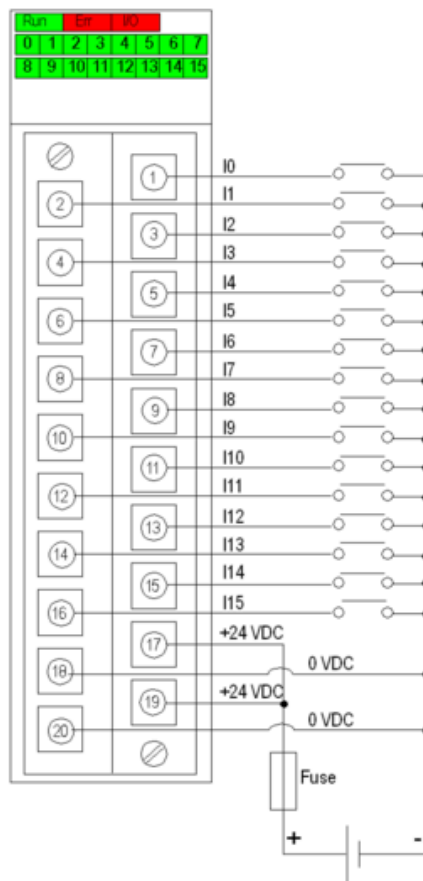 Run Err I/O
0 1 2 3 4 5 6 7
8 9 10 11 12 13 14 15
1 I0
2 I1
3 I2
4 I3
5 I4
6 I5
7 I6
8 I7
9 I8
10 I9
11 I10
12 I11
13 I12
14 I13
15 I14
16 I15
17 +24 VDC
18 0 VDC
19 +24 VDC
20 0 VDC
Fuse
+ -